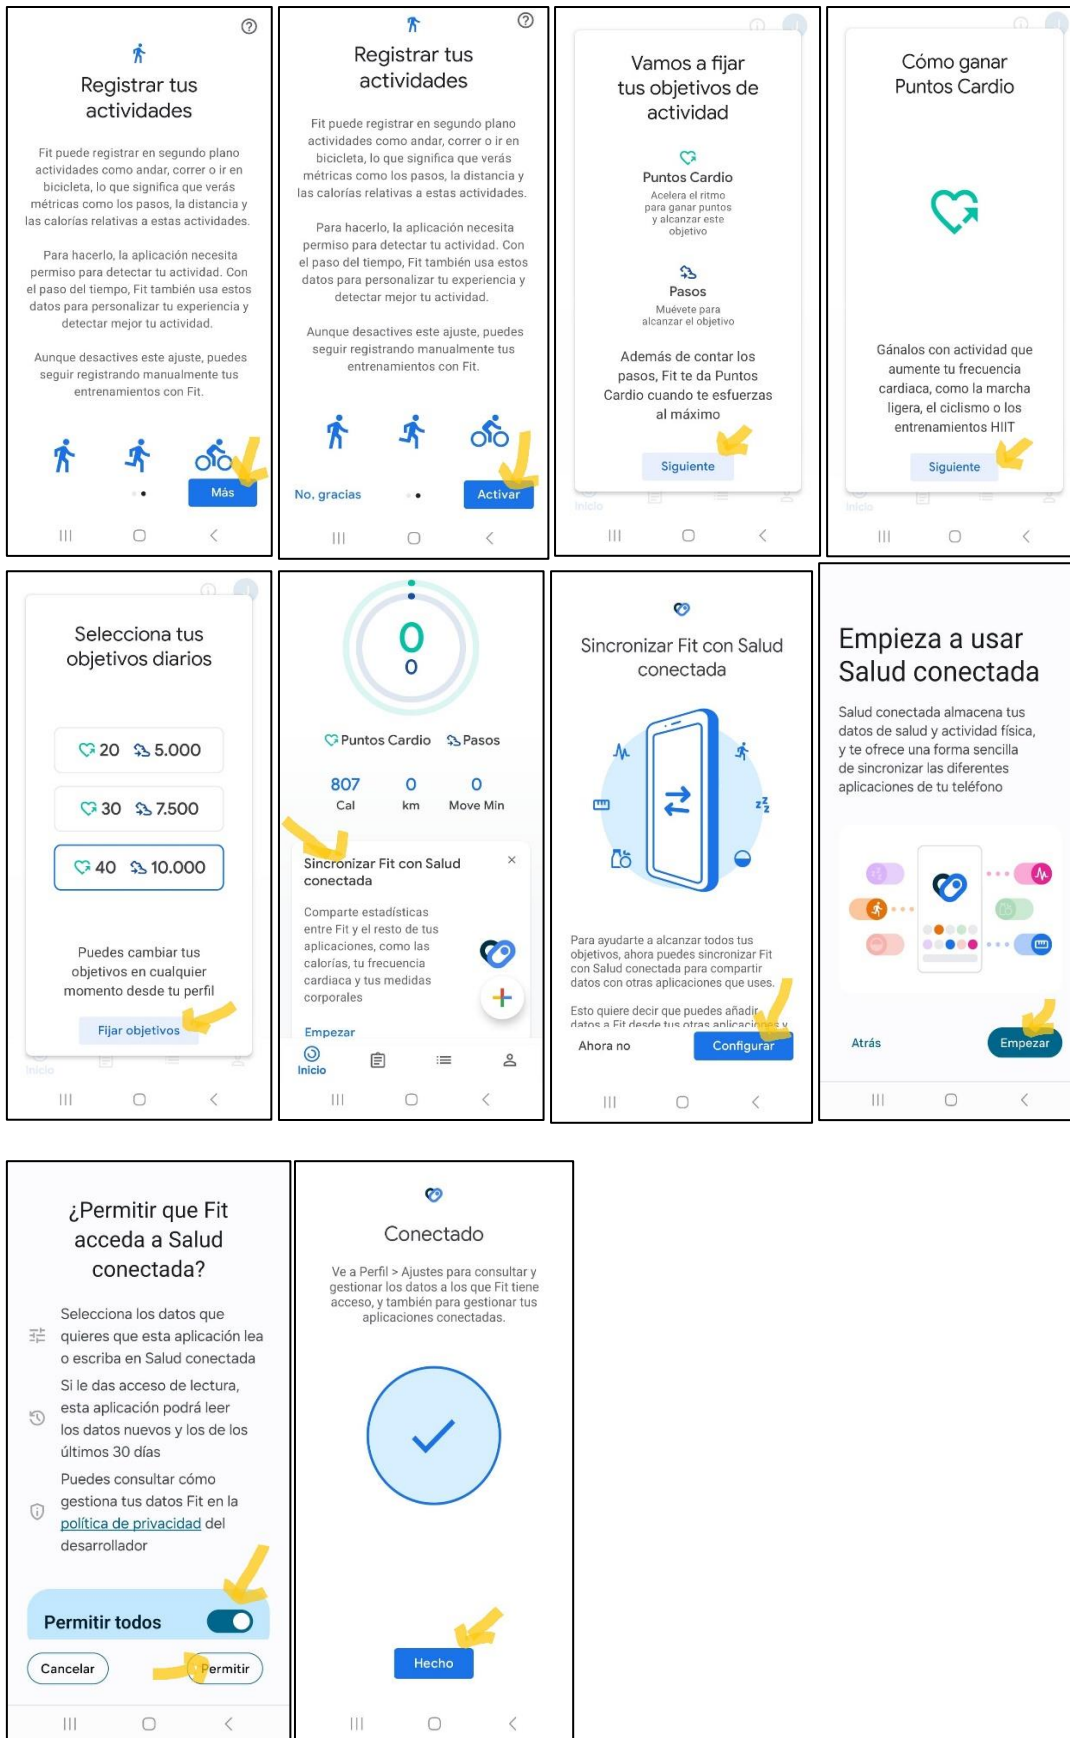 Registrar tus
actividades
Fit puede registrar en segundo plano
actividades como andar, correr o ir en
bicicleta, lo que significa que verás
métricas como los pasos, la distancia y
las calorías relativas a estas actividades.
Para hacerlo, la aplicación necesita
permiso para detectar tu actividad. Con
el paso del tiempo, Fit también usa estos
datos para personalizar tu experiencia y
detectar mejor tu actividad.
Aunque desactives este ajuste, puedes
seguir registrando manualmente tus
entrenamientos con Fit.
Más
Registrar tus
actividades
Fit puede registrar en segundo plano
actividades como andar, correr o ir en
bicicleta, lo que significa que verás
métricas como los pasos, la distancia y
las calorías relativas a estas actividades.
Para hacerlo, la aplicación necesita
permiso para detectar tu actividad. Con
el paso del tiempo, Fit también usa estos
datos para personalizar tu experiencia y
detectar mejor tu actividad.
Aunque desactives este ajuste, puedes
seguir registrando manualmente tus
entrenamientos con Fit.
No, gracias
Activar
Vamos a fijar
tus objetivos de
actividad
Puntos Cardio
Acelera el ritmo
para ganar puntos
y alcanzar este
objetivo
Pasos
Muévete para
alcanzar el objetivo
Además de contar los
pasos, Fit te da Puntos
Cardio cuando te esfuerzas
al máximo
Siguiente
Inicio
Cómo ganar
Puntos Cardio
Gánalos con actividad que
aumente tu frecuencia
cardiaca, como la marcha
ligera, el ciclismo o los
entrenamientos HIIT
Siguiente
Inicio
Selecciona tus
objetivos diarios
20 5.000
30 7.500
40 10.000
Puedes cambiar tus
objetivos en cualquier
momento desde tu perfil
Fijar objetivos
Inicio
0
0
Puntos Cardio Pasos
807 0 0
Cal km Move Min
Sincronizar Fit con Salud
conectada
Comparte estadísticas
entre Fit y el resto de tus
aplicaciones, como las
calorías, tu frecuencia
cardiaca y tus medidas
corporales
Empezar
Inicio
Sincronizar Fit con Salud
conectada
Para ayudarte a alcanzar todos tus
objetivos, ahora puedes sincronizar Fit
con Salud conectada para compartir
datos con otras aplicaciones que uses.
Esto quiere decir que puedes añadir
datos a Fit desde tus otras aplicaciones y
Ahora no
Configurar
Empieza a usar
Salud conectada
Salud conectada almacena tus
datos de salud y actividad física,
y te ofrece una forma sencilla
de sincronizar las diferentes
aplicaciones de tu teléfono
Atrás
Empezar
¿Permitir que Fit
acceda a Salud
conectada?
Selecciona los datos que
quieres que esta aplicación lea
o escriba en Salud conectada
Si le das acceso de lectura,
esta aplicación podrá leer
los datos nuevos y los de los
últimos 30 días
Puedes consultar cómo
gestiona tus datos Fit en la
política de privacidad del
desarrollador
Permitir todos
Cancelar
Permitir
Conectado
Ve a Perfil > Ajustes para consultar y
gestionar los datos a los que Fit tiene
acceso, y también para gestionar tus
aplicaciones conectadas.
Hecho